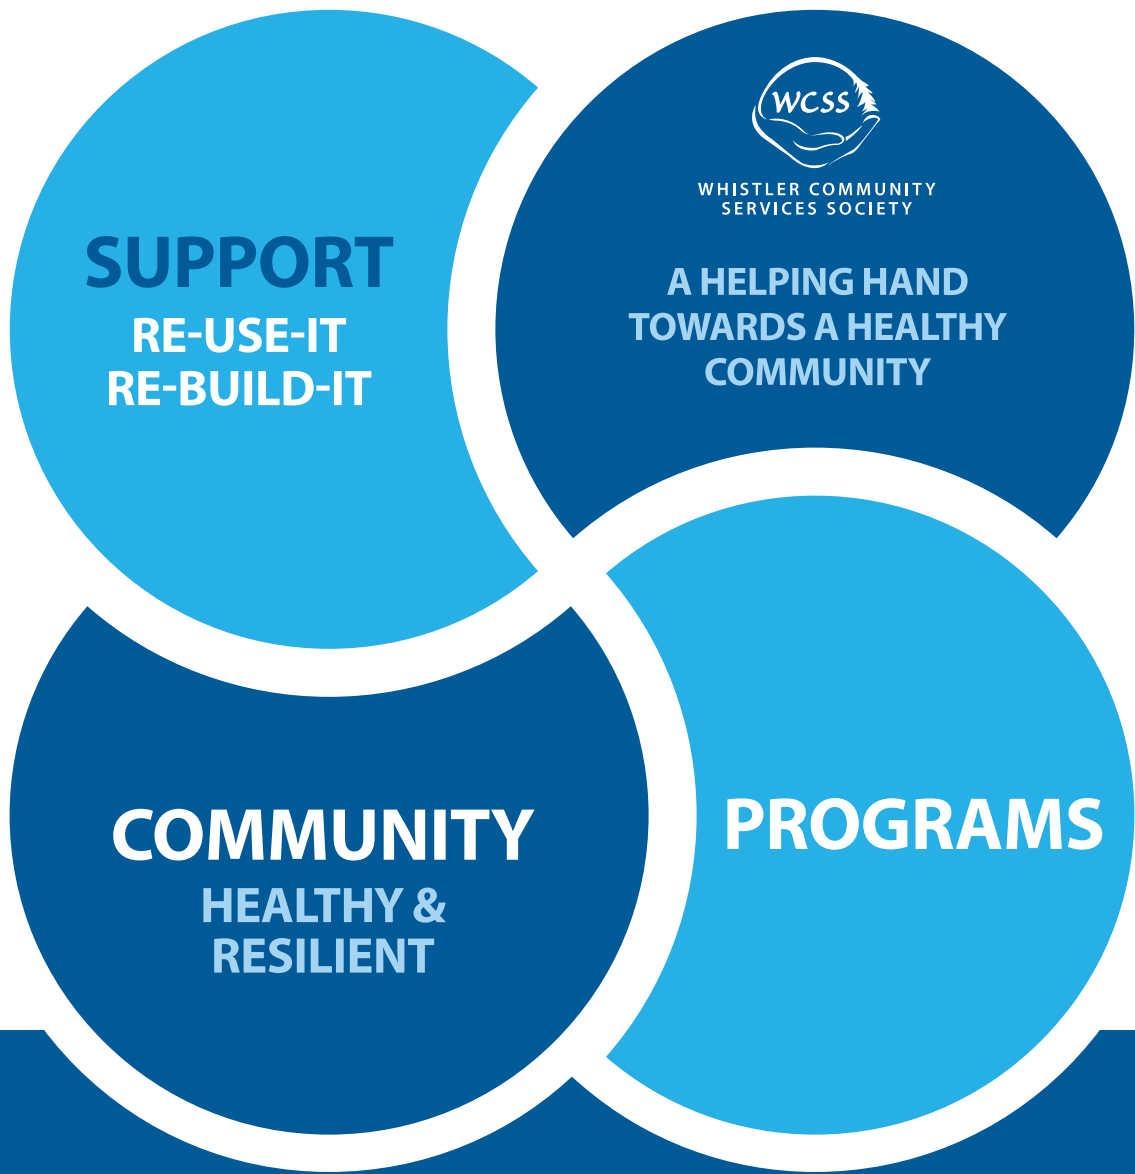 SUPPORT
RE-USE-IT
RE-BUILD-IT
WCSS
WHISTLER COMMUNITY
SERVICES SOCIETY
A HELPING HAND
TOWARDS A HEALTHY
COMMUNITY
COMMUNITY
HEALTHY &
RESILIENT
PROGRAMS